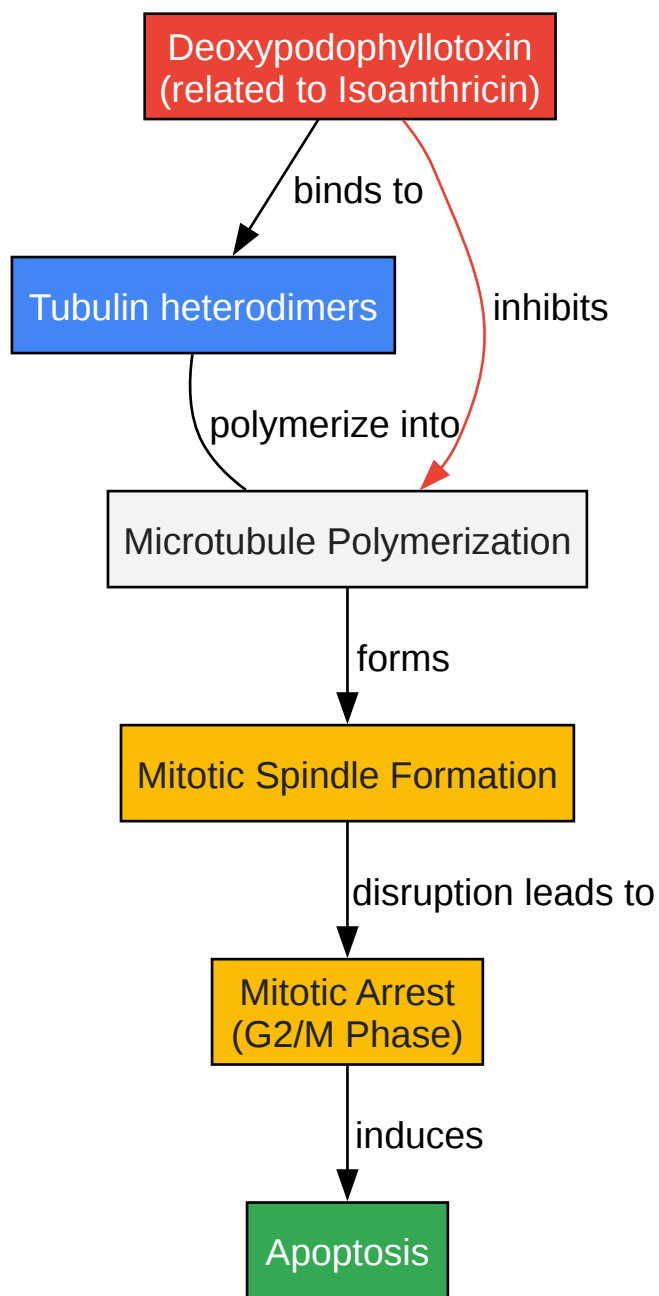 Deoxypodophyllotoxin
(related to Isoanthricin)
binds to
Tubulin heterodimers
inhibits
polymerize into
Microtubule Polymerization
forms
Mitotic Spindle Formation
disruption leads to
Mitotic Arrest
(G2/M Phase)
induces
Apoptosis